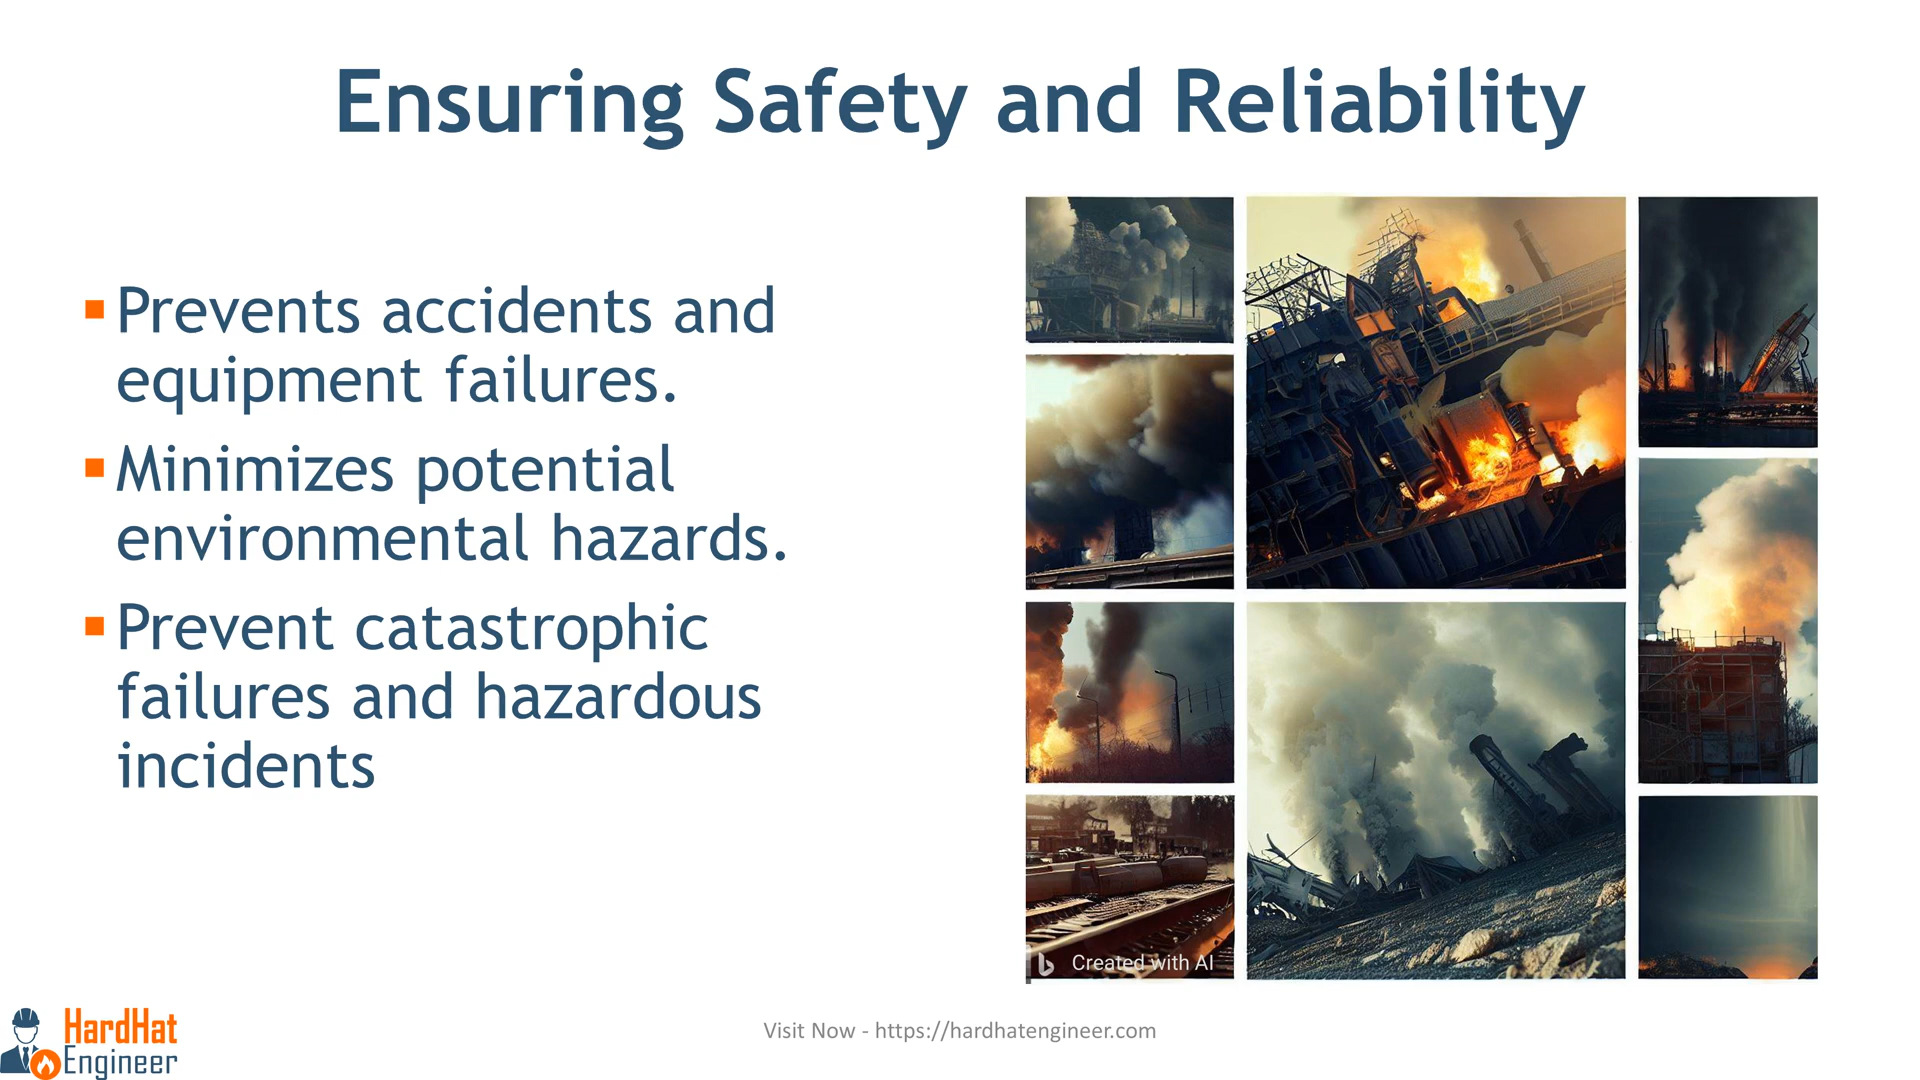 Ensuring Safety and Reliability
Prevents accidents and
equipment failures.
Minimizes potential
environmental hazards.
Prevent catastrophic
failures and hazardous
incidents
Created with AI
HardHat
Engineer
Visit Now - https://hardhatengineer.com